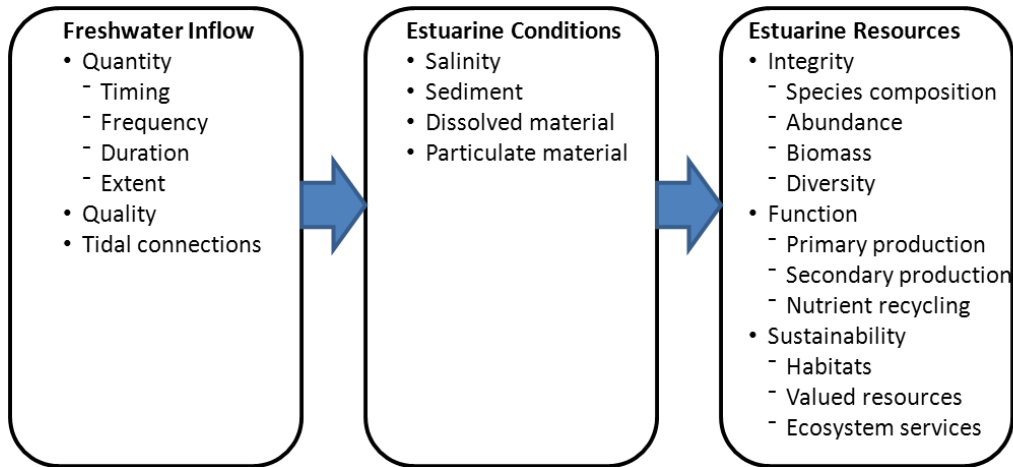 Freshwater Inflow
• Quantity
- Timing
- Frequency
- Duration
- Extent
• Quality
• Tidal connections
Estuarine Conditions
• Salinity
• Sediment
• Dissolved material
• Particulate material
Estuarine Resources
• Integrity
- Species composition
- Abundance
- Biomass
- Diversity
• Function
- Primary production
- Secondary production
- Nutrient recycling
• Sustainability
- Habitats
- Valued resources
- Ecosystem services